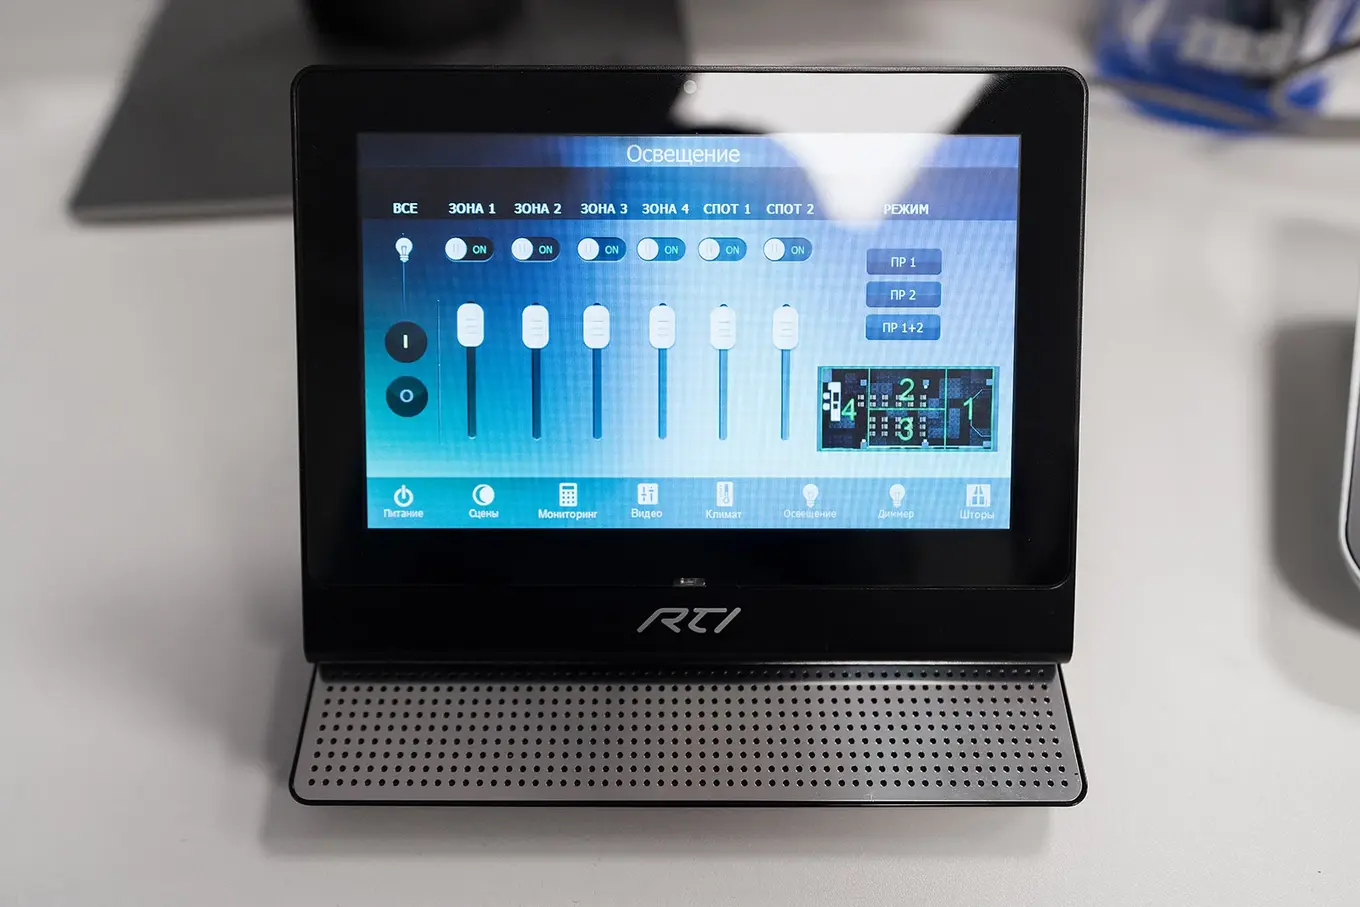 Освещение
ВСЕ ЗОНА 1 ЗОНА 2 ЗОНА 3 ЗОНА 4 СПОТ 1 СПОТ 2 РЕЖИМ
ON ON ON ON ON ON
ПР 1
ПР 2
ПР 1+2
I
O
2
4 1
3
Питание Сцены Мониторинг Видео Климат Освещение Диммер Шторы
RTI